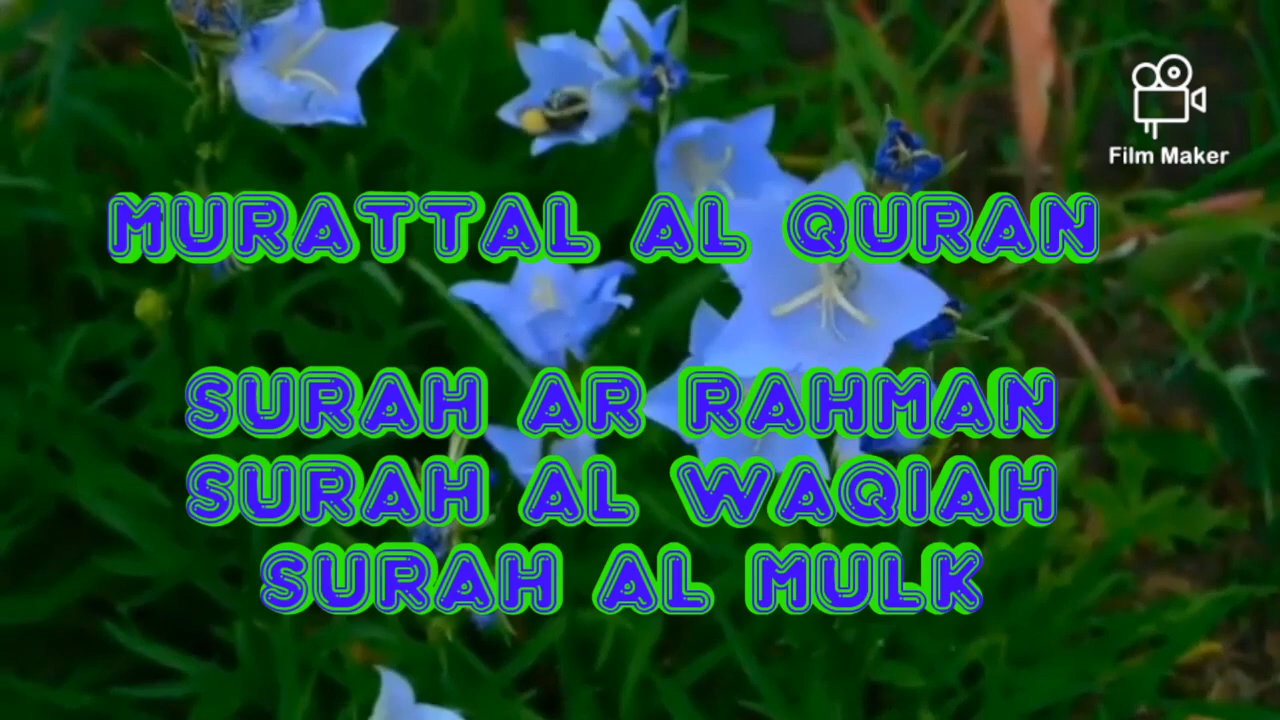 Film Maker
MURATTAL AL QURAN
SURAH AR RAHMAN
SURAH AL WAQIAH
SURAH AL MULK